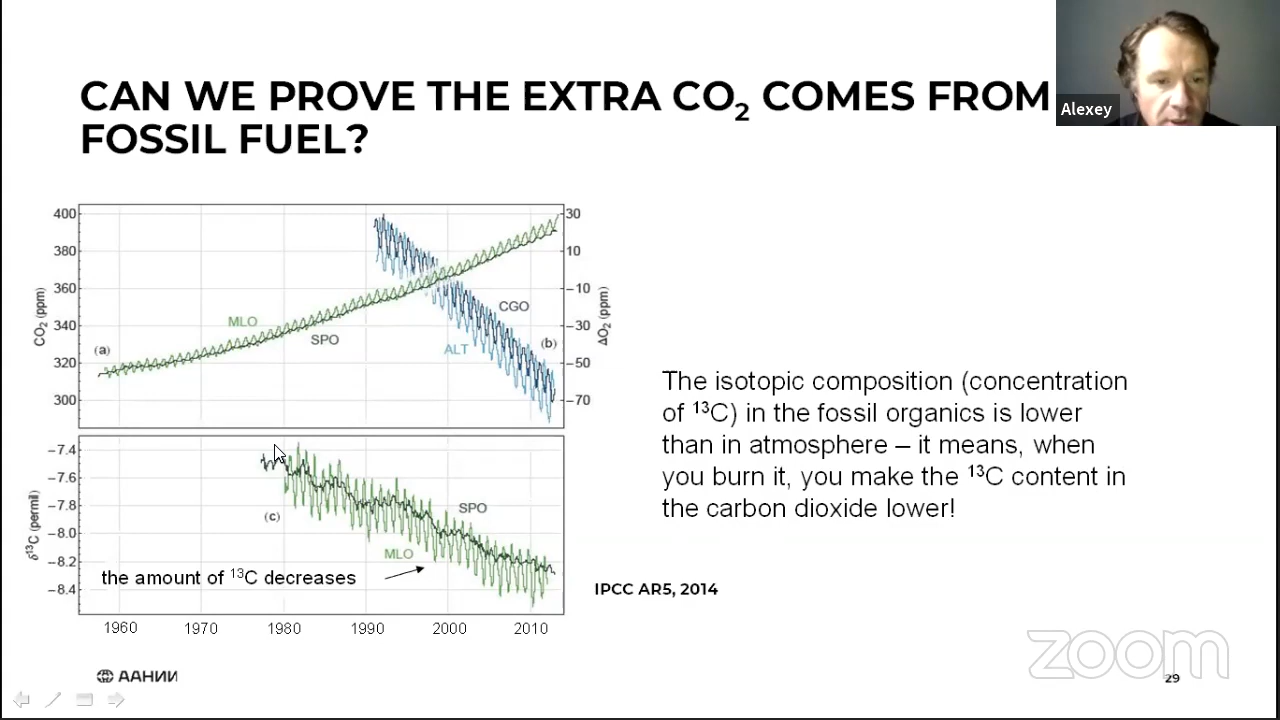 CAN WE PROVE THE EXTRA CO₂ COMES FROM
FOSSIL FUEL?
Alexey
400
380
360
340
320
300
CO₂ (ppm)
30
10
−10
−30
−50
−70
ΔO₂ (ppm)
MLO
SPO
(a)
CGO
ALT
(b)
−7.4
−7.6
−7.8
−8.0
−8.2
−8.4
δ¹³C (permil)
(c)
SPO
MLO
the amount of ¹³C decreases
1960
1970
1980
1990
2000
2010
The isotopic composition (concentration
of ¹³C) in the fossil organics is lower
than in atmosphere – it means, when
you burn it, you make the ¹³C content in
the carbon dioxide lower!
IPCC AR5, 2014
zoom
ААНИИ
29